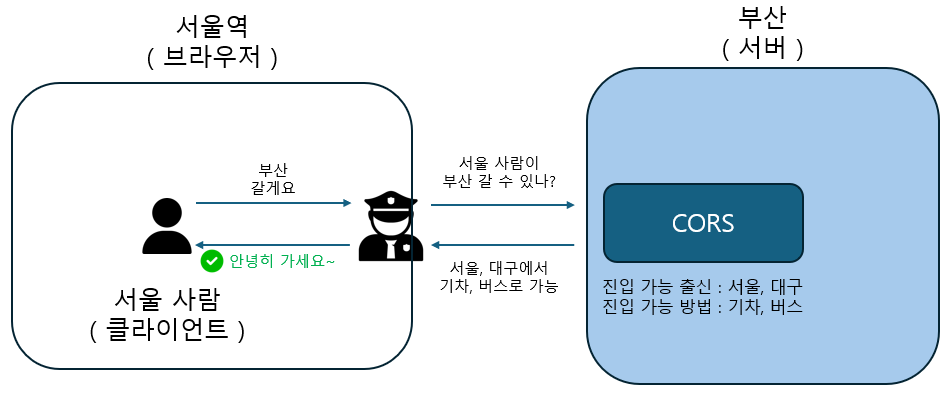 서울역
( 브라우저 )
부산
( 서버 )
부산
갈게요
서울 사람이
부산 갈 수 있나?
CORS
안녕히 가세요~
서울, 대구에서
기차, 버스로 가능
진입 가능 출신 : 서울, 대구
진입 가능 방법 : 기차, 버스
서울 사람
( 클라이언트 )